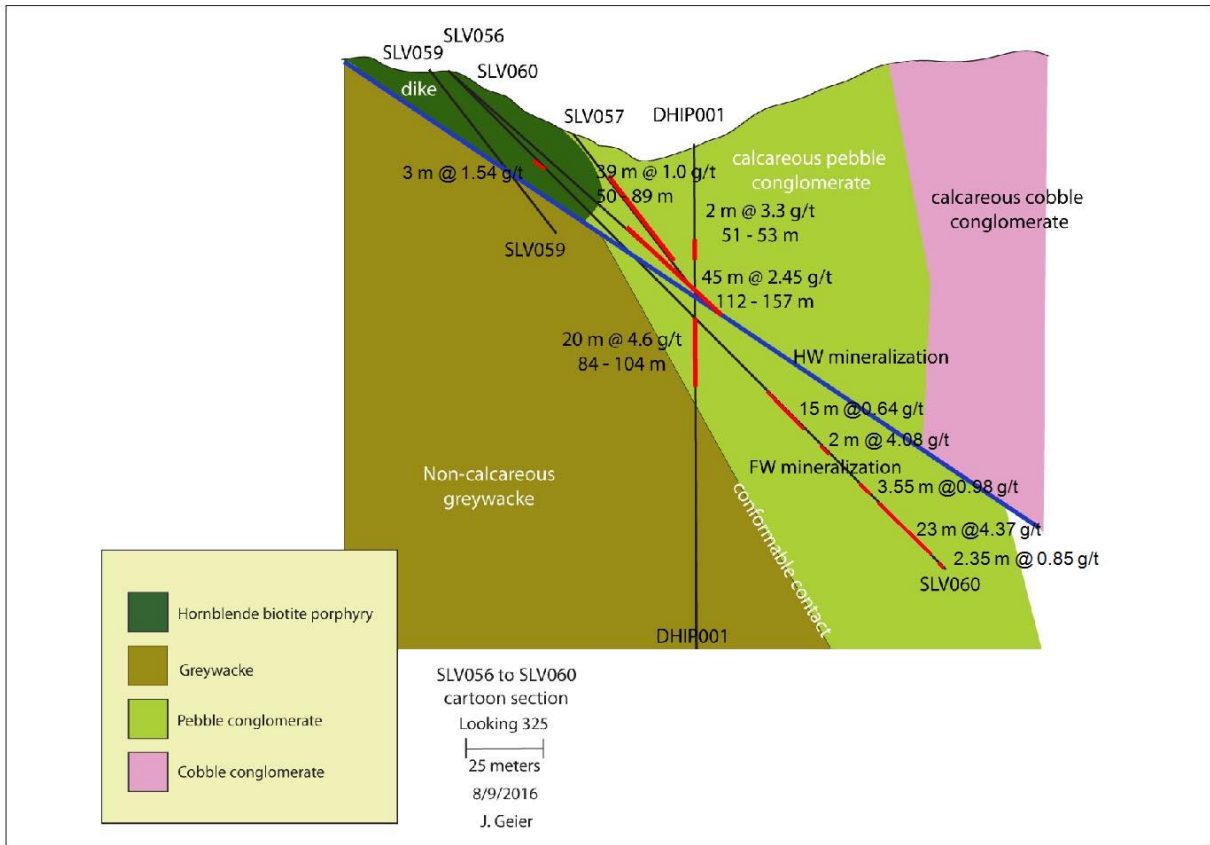 SLV056
SLV059
SLV060
dike
SLV057
DHIP001
3 m @ 1.54 g/t
39 m @ 1.0 g/t
50 - 89 m
calcareous pebble
conglomerate
calcareous cobble
conglomerate
2 m @ 3.3 g/t
51 - 53 m
SLV059
45 m @ 2.45 g/t
112 - 157 m
20 m @ 4.6 g/t
84 - 104 m
HW mineralization
15 m @0.64 g/t
2 m @ 4.08 g/t
FW mineralization
Non-calcareous
greywacke
3.55 m @0.98 g/t
conformable contact
23 m @4.37 g/t
2.35 m @ 0.85 g/t
SLV060
DHIP001
Hornblende biotite porphyry
Greywacke
Pebble conglomerate
Cobble conglomerate
SLV056 to SLV060
cartoon section
Looking 325
25 meters
8/9/2016
J. Geier